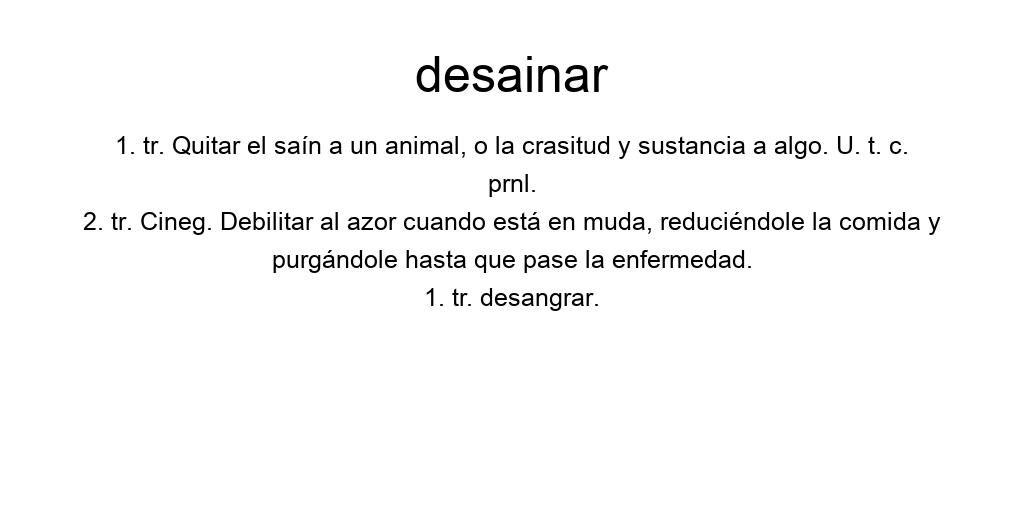 desainar
1. tr. Quitar el saín a un animal, o la crasitud y sustancia a algo. U. t. c.
prnl.
2. tr. Cineg. Debilitar al azor cuando está en muda, reduciéndole la comida y
purgándole hasta que pase la enfermedad.
1. tr. desangrar.